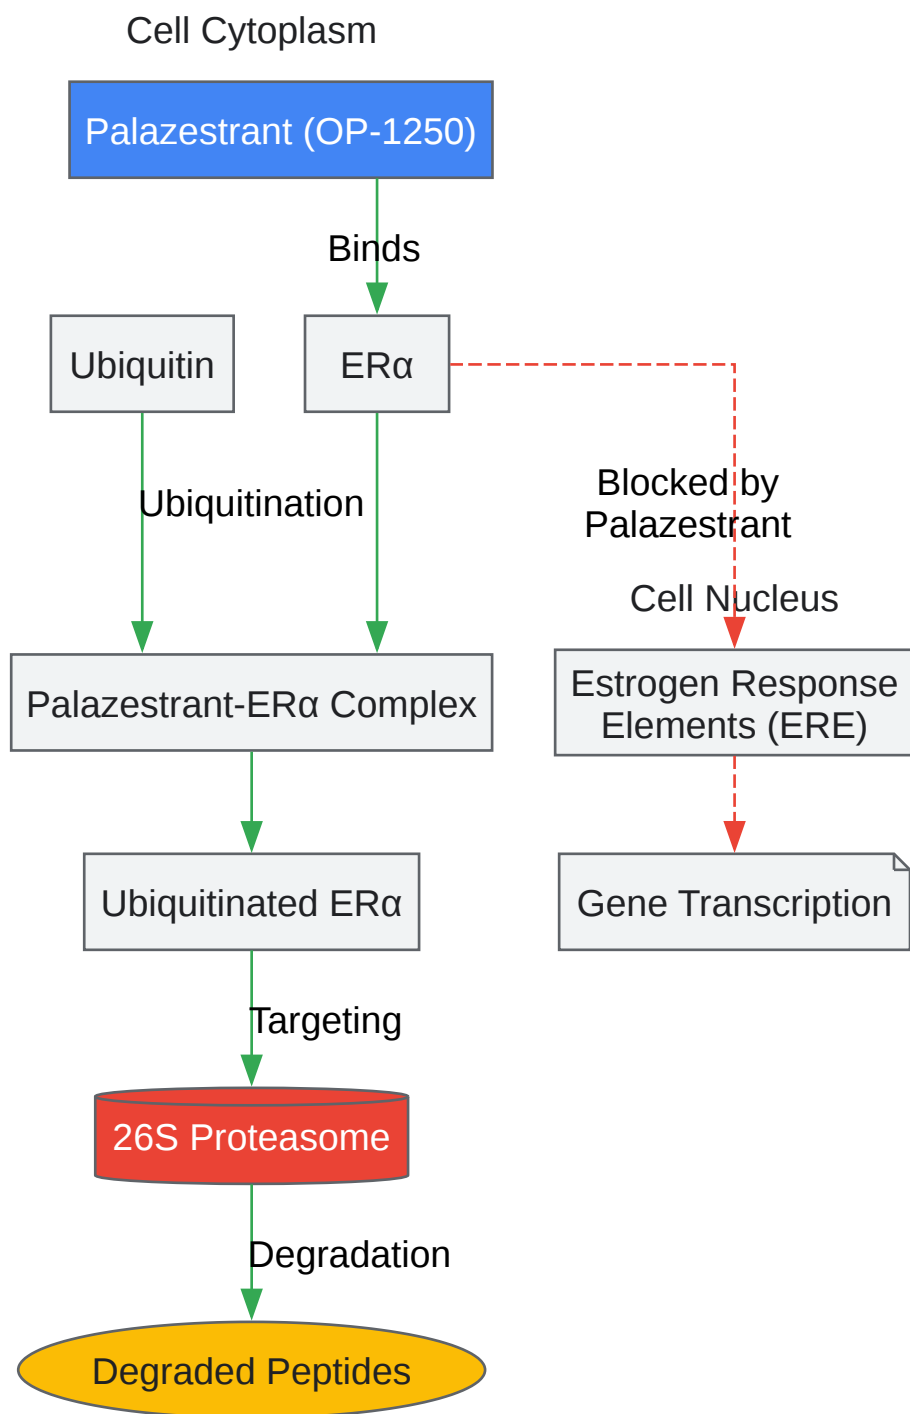 Cell Cytoplasm
Palazestrant (OP-1250)
Binds
Ubiquitin
ERα
Ubiquitination
Blocked by
Palazestrant
Cell Nucleus
Palazestrant-ERα Complex
Estrogen Response
Elements (ERE)
Ubiquitinated ERα
Gene Transcription
Targeting
26S Proteasome
Degradation
Degraded Peptides